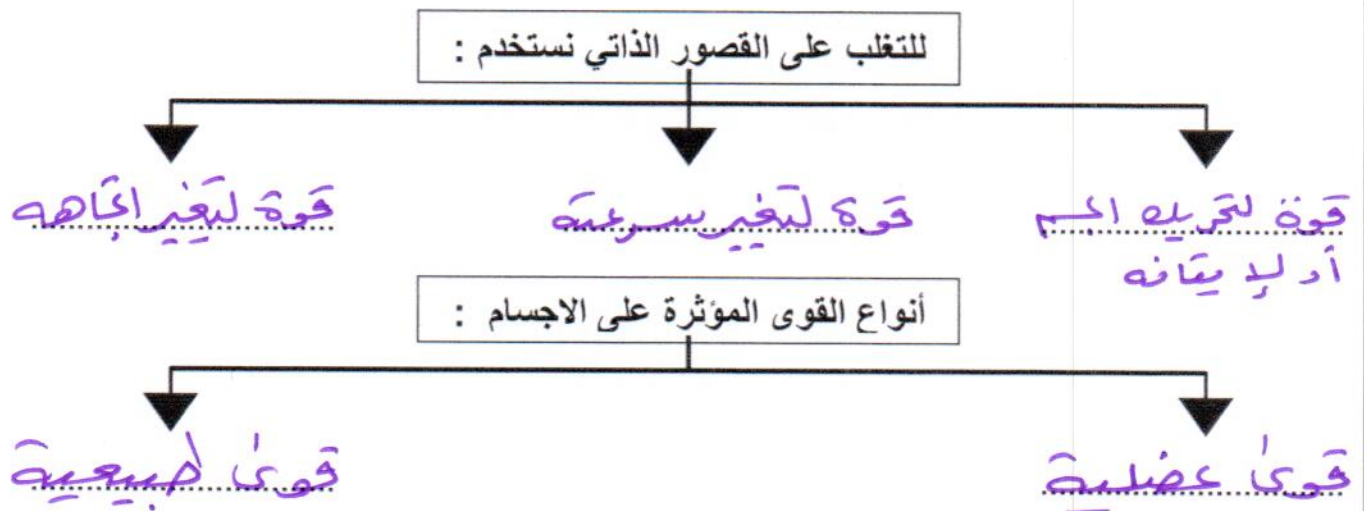 للتغلب على القصور الذاتي نستخدم :
قوة لتحريك الجسم
أو لإيقافه
قوة لتغير سرعته
قوة لتغير اتجاهه
أنواع القوى المؤثرة على الاجسام :
قوى عضلية
قوى طبيعية